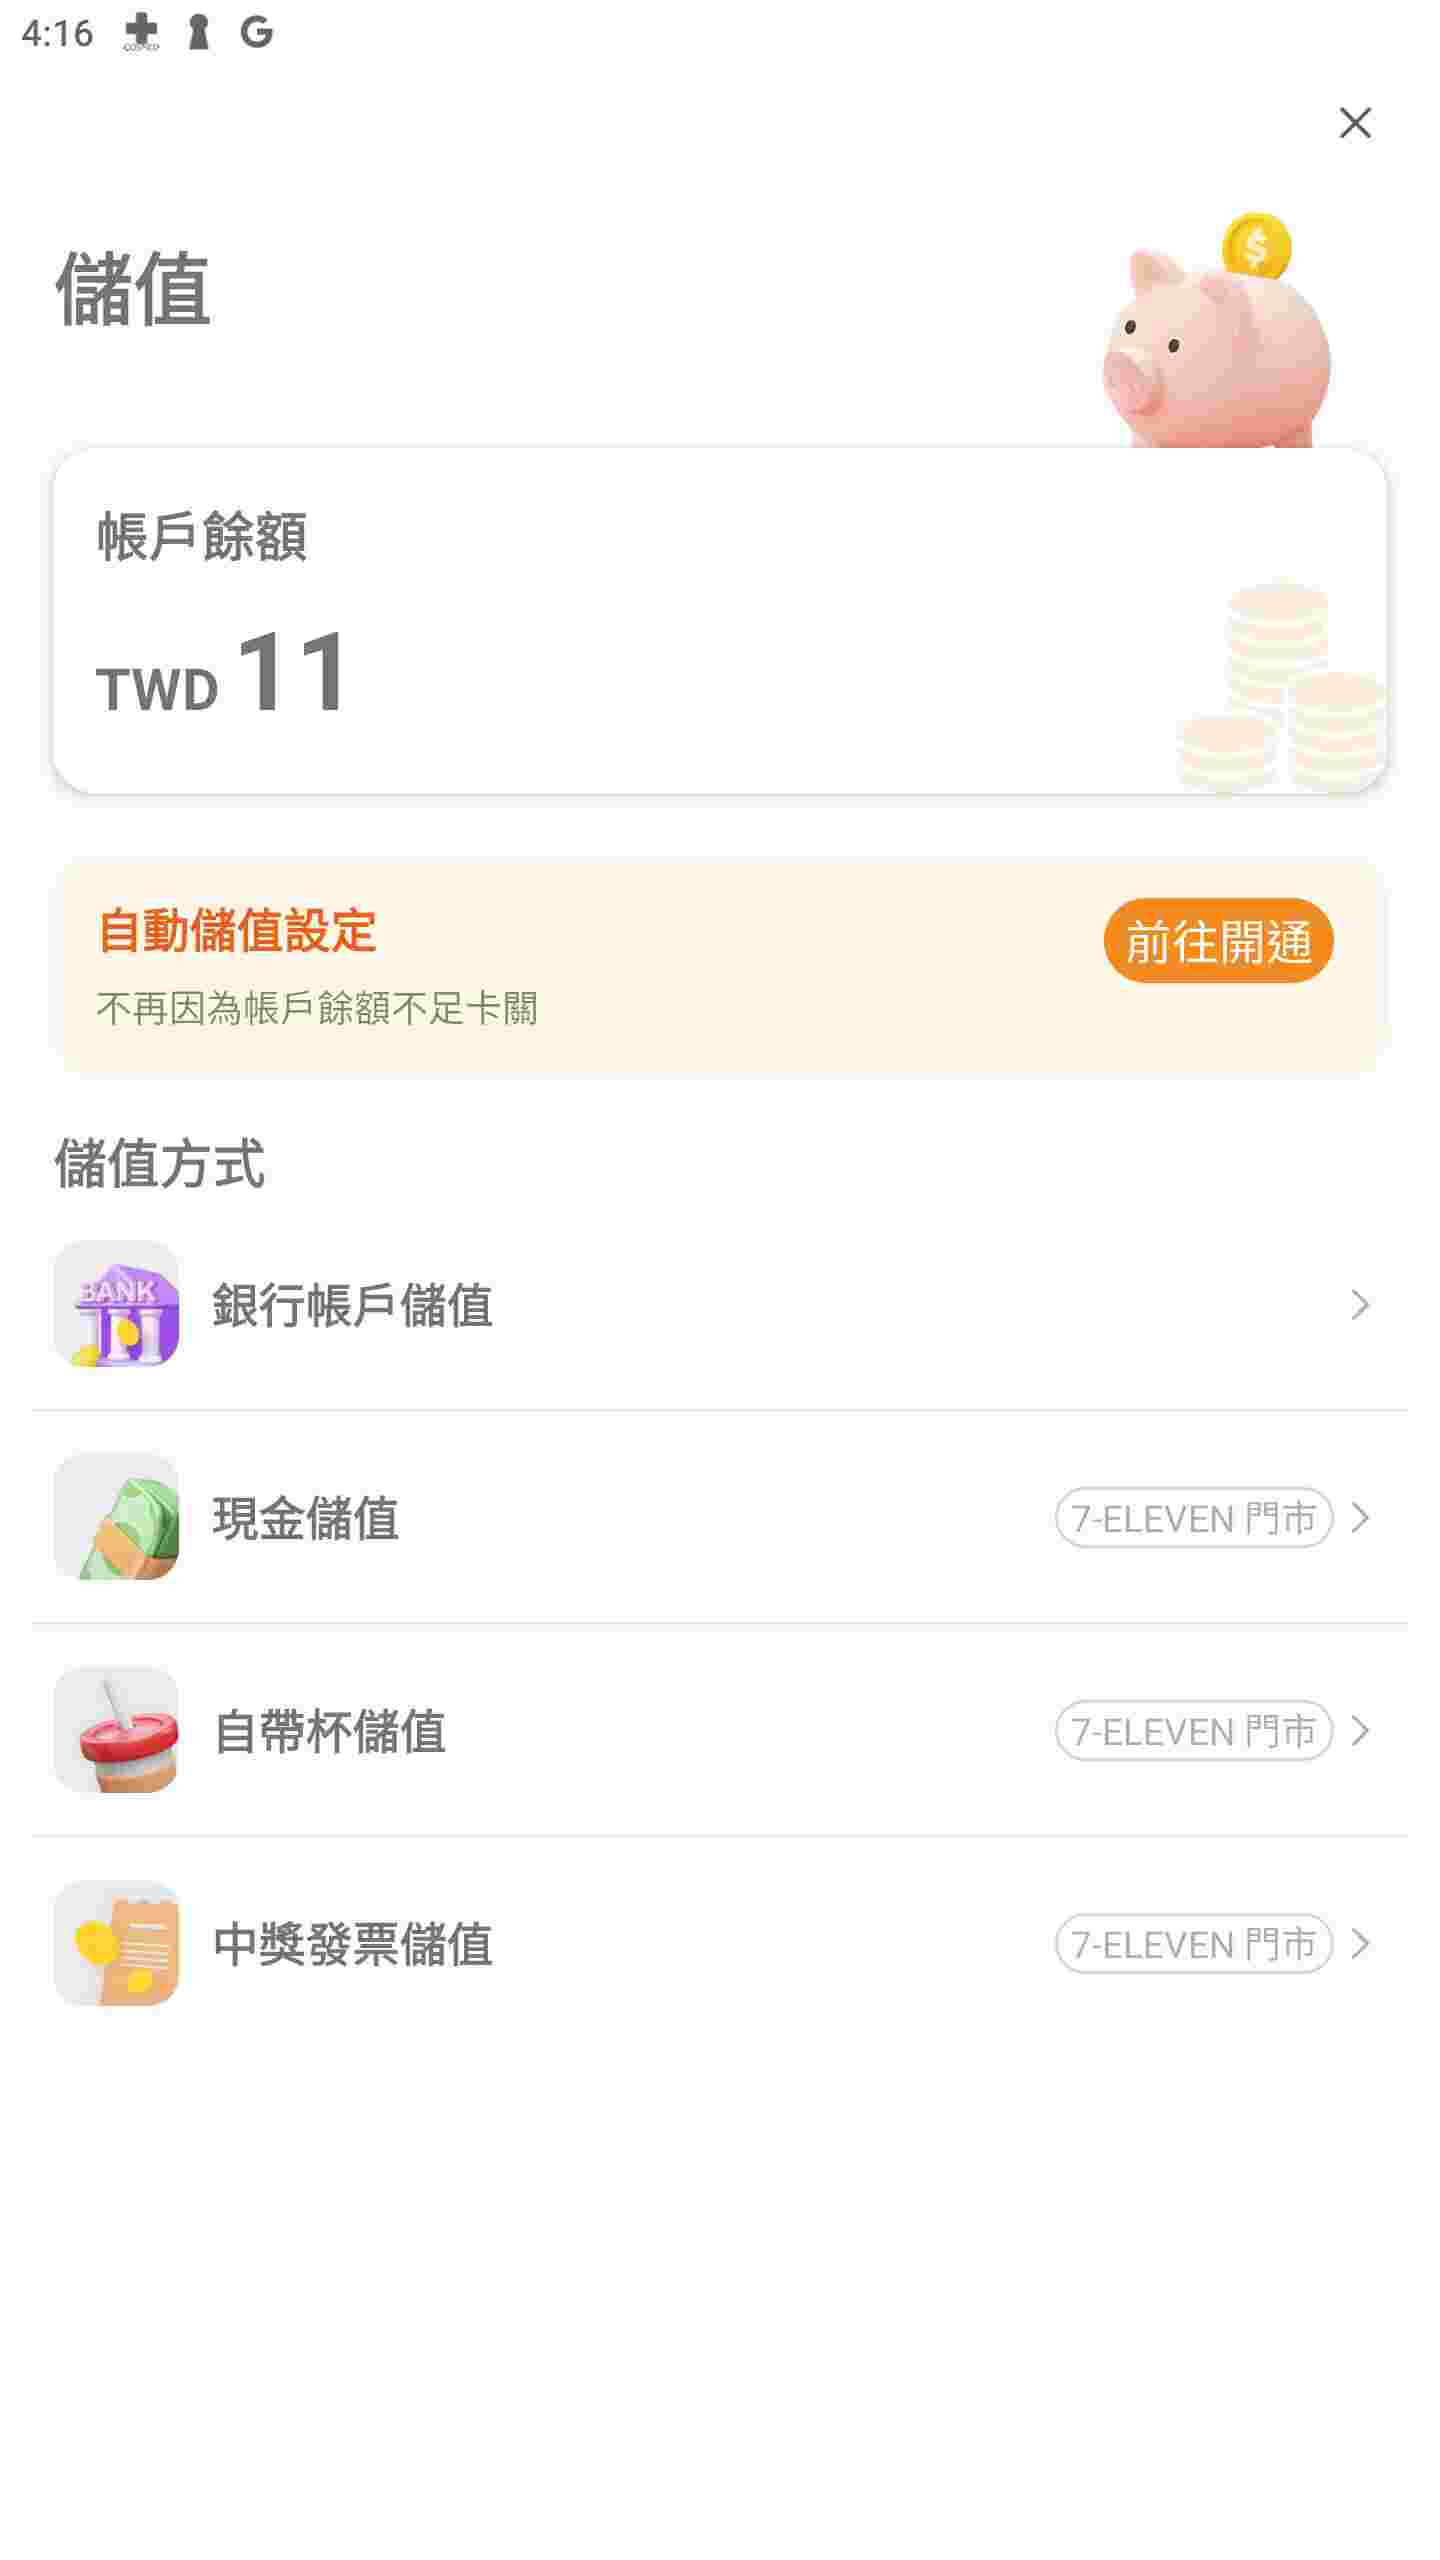 4:16
儲值
帳戶餘額
TWD 11
自動儲值設定
前往開通
不再因為帳戶餘額不足卡關
儲值方式
BANK
銀行帳戶儲值
現金儲值
7-ELEVEN 門市
自帶杯儲值
7-ELEVEN 門市
中獎發票儲值
7-ELEVEN 門市